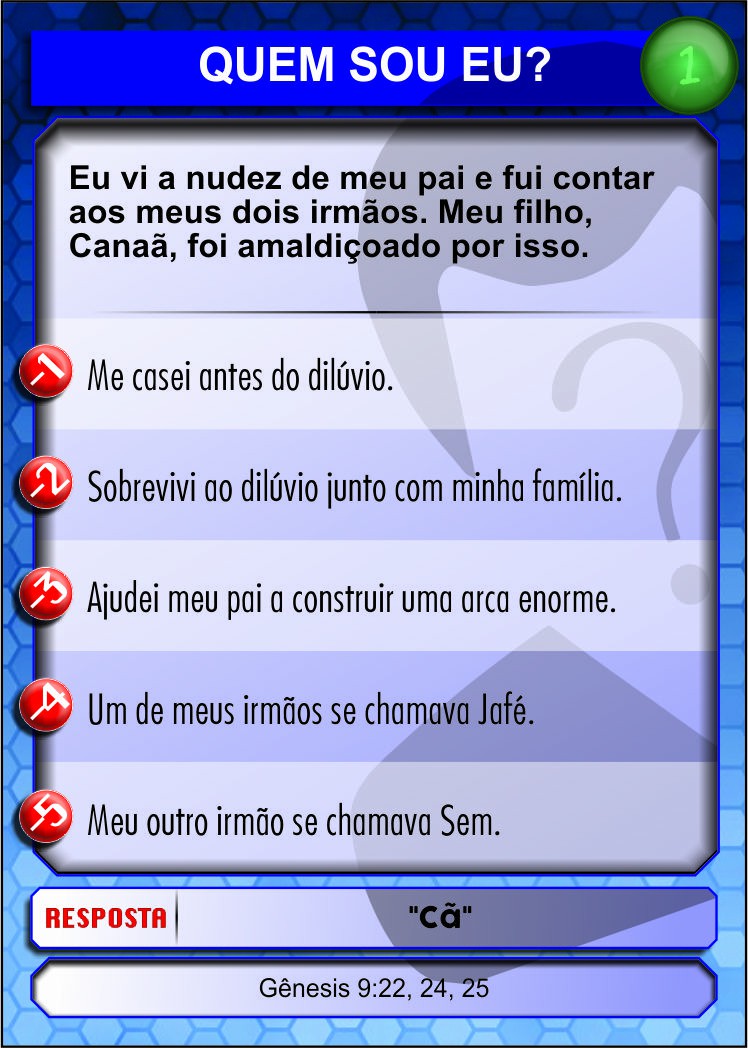 QUEM SOU EU?
1
Eu vi a nudez de meu pai e fui contar
aos meus dois irmãos. Meu filho,
Canaã, foi amaldiçoado por isso.
1 Me casei antes do dilúvio.
2 Sobrevivi ao dilúvio junto com minha família.
3 Ajudei meu pai a construir uma arca enorme.
4 Um de meus irmãos se chamava Jafé.
5 Meu outro irmão se chamava Sem.
RESPOSTA "Cã"
Gênesis 9:22, 24, 25